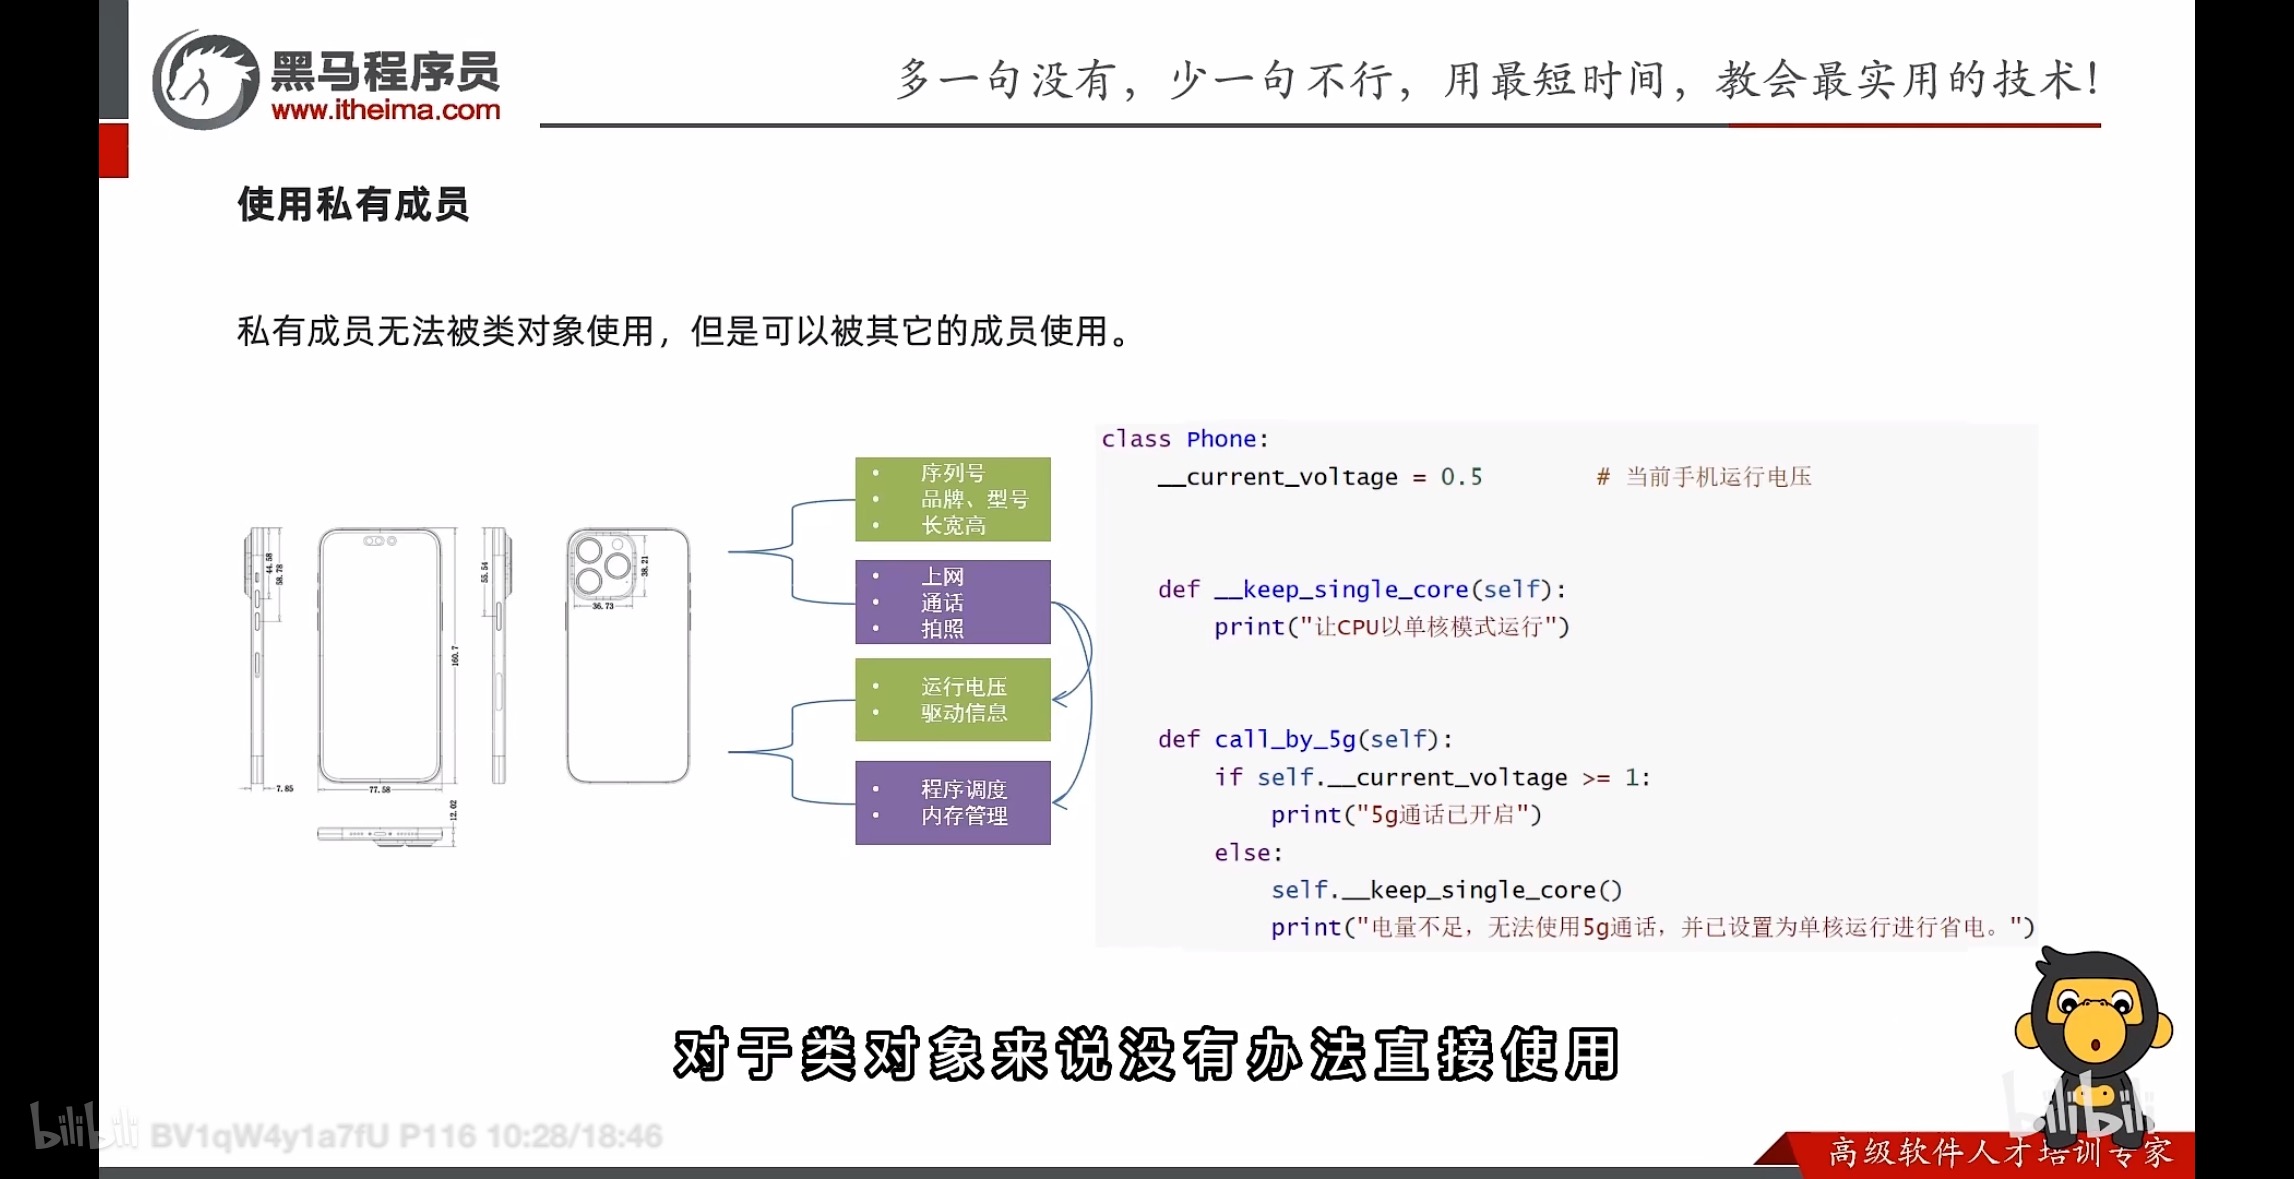 黑马程序员
www.itheima.com
多一句没有，少一句不行，用最短时间，教会最实用的技术！
使用私有成员
私有成员无法被类对象使用，但是可以被其它的成员使用。
44.58
58.78
160.7
55.54
38.21
36.73
7.85
77.58
12.02
• 序列号
• 品牌、型号
• 长宽高
• 上网
• 通话
• 拍照
• 运行电压
• 驱动信息
• 程序调度
• 内存管理
class Phone:
__current_voltage = 0.5 # 当前手机运行电压
def __keep_single_core(self):
print("让CPU以单核模式运行")
def call_by_5g(self):
if self.__current_voltage >= 1:
print("5g通话已开启")
else:
self.__keep_single_core()
print("电量不足，无法使用5g通话，并已设置为单核运行进行省电。")
对于类对象来说没有办法直接使用
bilibili BV1qW4y1a7fU P116 10:28/18:46
bilibili
高级软件人才培训专家